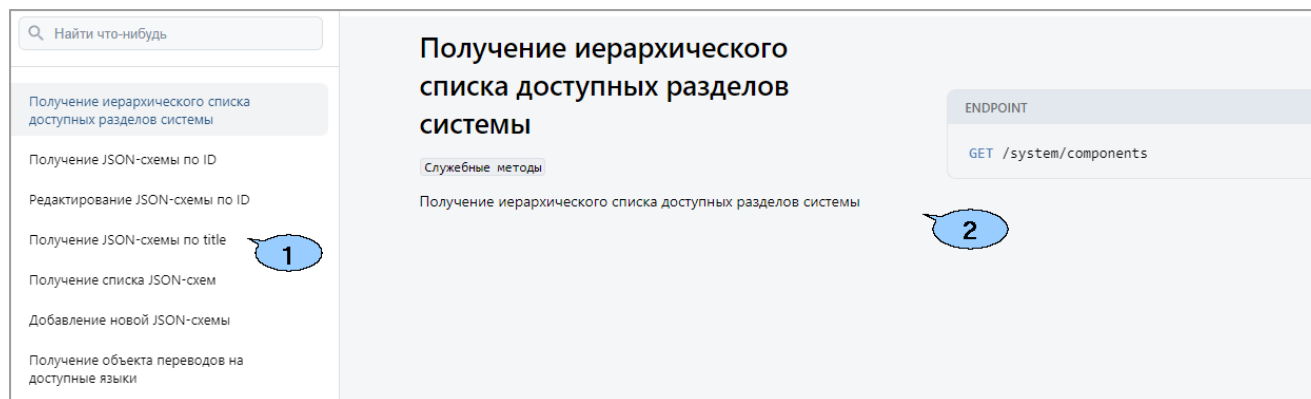 Найти что-нибудь
Получение иерархического списка
доступных разделов системы
Получение JSON-схемы по ID
Редактирование JSON-схемы по ID
Получение JSON-схемы по title
1
Получение списка JSON-схем
Добавление новой JSON-схемы
Получение объекта переводов на
доступные языки
Получение иерархического
списка доступных разделов
системы
Служебные методы
Получение иерархического списка доступных разделов системы
2
ENDPOINT
GET /system/components